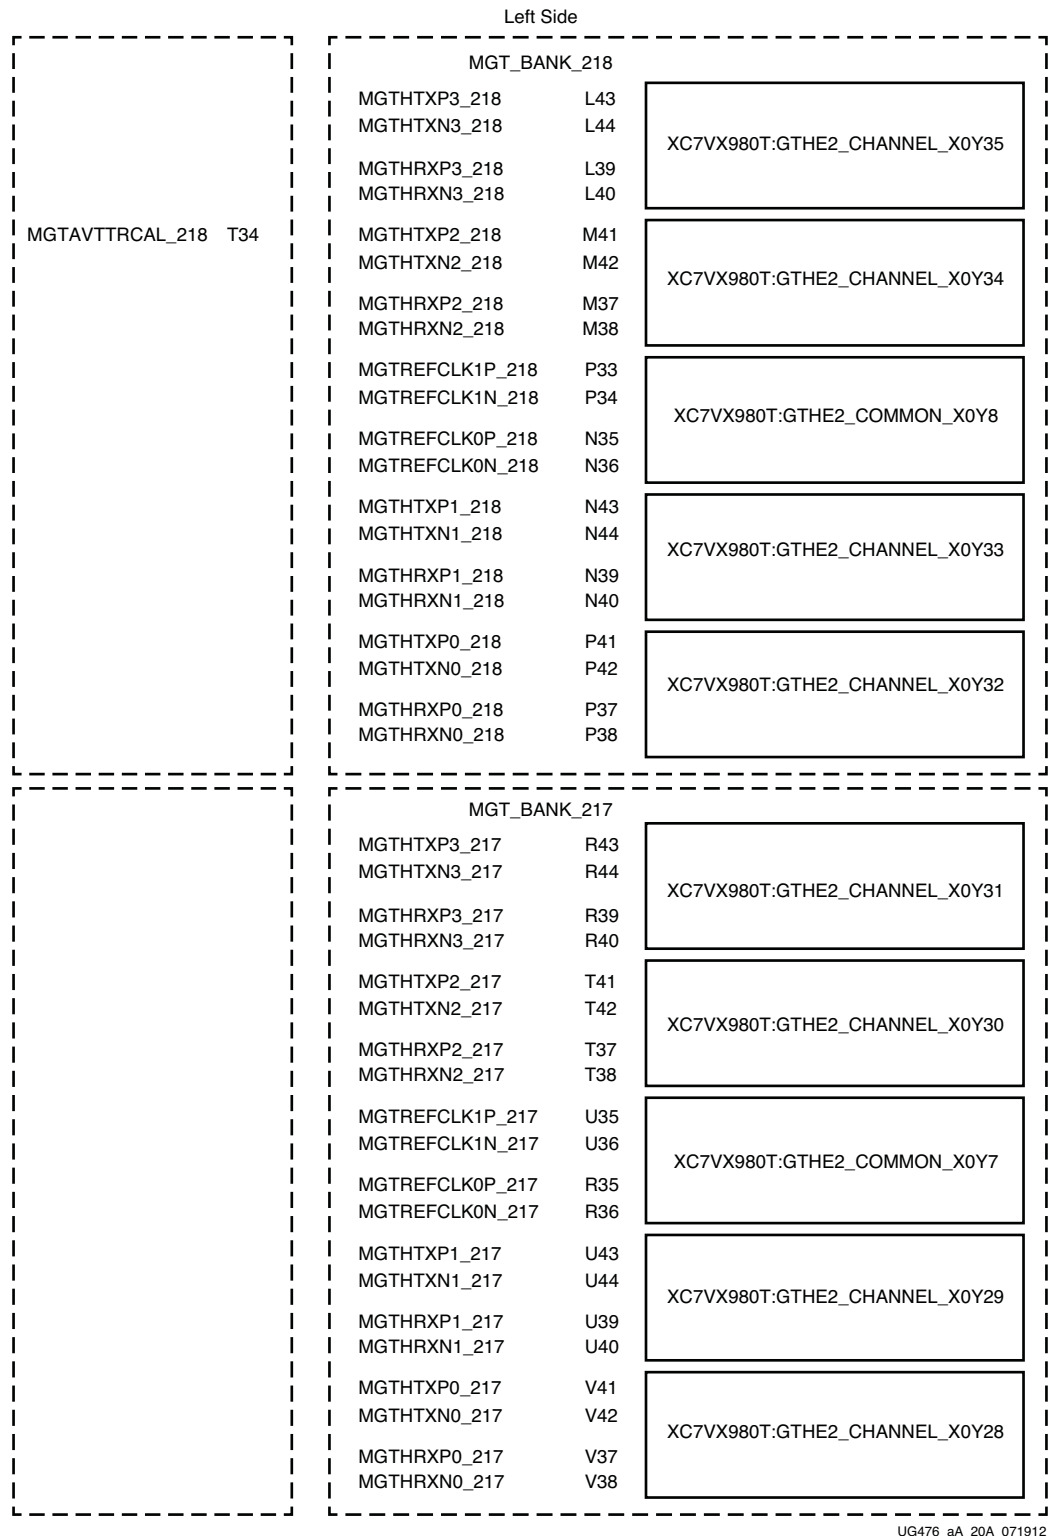 Left Side
MGT_BANK_218
MGTHTXP3_218 L43
MGTHTXN3_218 L44
XC7VX980T:GTHE2_CHANNEL_X0Y35
MGTHRXP3_218 L39
MGTHRXN3_218 L40
MGTAVTTRCAL_218 T34
MGTHTXP2_218 M41
MGTHTXN2_218 M42
XC7VX980T:GTHE2_CHANNEL_X0Y34
MGTHRXP2_218 M37
MGTHRXN2_218 M38
MGTREFCLK1P_218 P33
MGTREFCLK1N_218 P34
XC7VX980T:GTHE2_COMMON_X0Y8
MGTREFCLK0P_218 N35
MGTREFCLK0N_218 N36
MGTHTXP1_218 N43
MGTHTXN1_218 N44
XC7VX980T:GTHE2_CHANNEL_X0Y33
MGTHRXP1_218 N39
MGTHRXN1_218 N40
MGTHTXP0_218 P41
MGTHTXN0_218 P42
XC7VX980T:GTHE2_CHANNEL_X0Y32
MGTHRXP0_218 P37
MGTHRXN0_218 P38
MGT_BANK_217
MGTHTXP3_217 R43
MGTHTXN3_217 R44
XC7VX980T:GTHE2_CHANNEL_X0Y31
MGTHRXP3_217 R39
MGTHRXN3_217 R40
MGTHTXP2_217 T41
MGTHTXN2_217 T42
XC7VX980T:GTHE2_CHANNEL_X0Y30
MGTHRXP2_217 T37
MGTHRXN2_217 T38
MGTREFCLK1P_217 U35
MGTREFCLK1N_217 U36
XC7VX980T:GTHE2_COMMON_X0Y7
MGTREFCLK0P_217 R35
MGTREFCLK0N_217 R36
MGTHTXP1_217 U43
MGTHTXN1_217 U44
XC7VX980T:GTHE2_CHANNEL_X0Y29
MGTHRXP1_217 U39
MGTHRXN1_217 U40
MGTHTXP0_217 V41
MGTHTXN0_217 V42
XC7VX980T:GTHE2_CHANNEL_X0Y28
MGTHRXP0_217 V37
MGTHRXN0_217 V38
UG476_aA_20A_071912